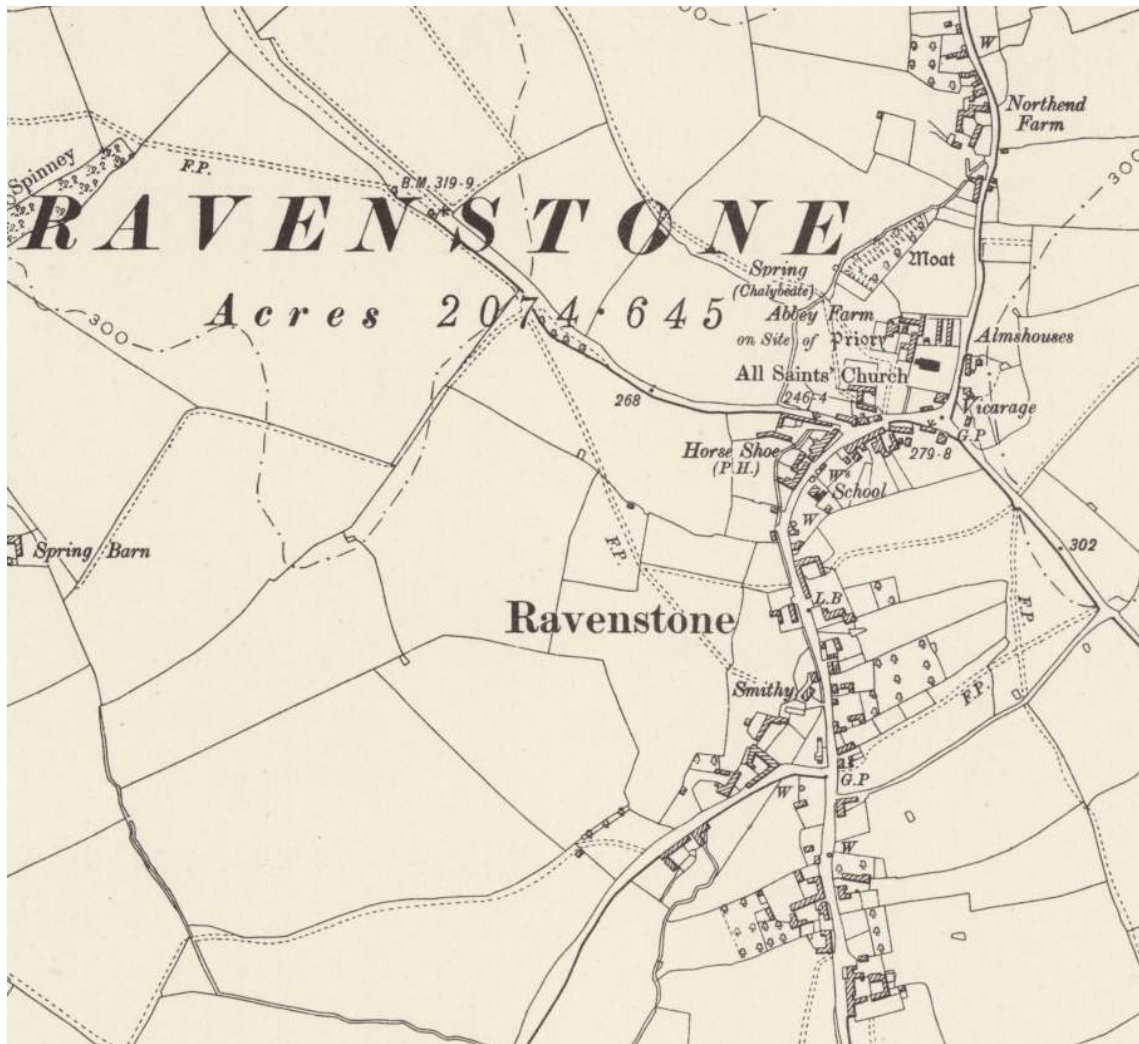 300
W
Northend
Farm
Spinney
F.P.
B.M. 319·9
300
RAVENSTONE
Moat
Spring
(Chalybeate)
Acres 2074·645
Abbey Farm
on Site of Priory
Almshouses
300
All Saints' Church
268
246·4
Vicarage
G.P
Horse Shoe
(P.H.)
279·8
Ws
School
W
Spring Barn
F.P.
302
L.B
F.P.
Ravenstone
Smithy
F.P.
G.P
W
W